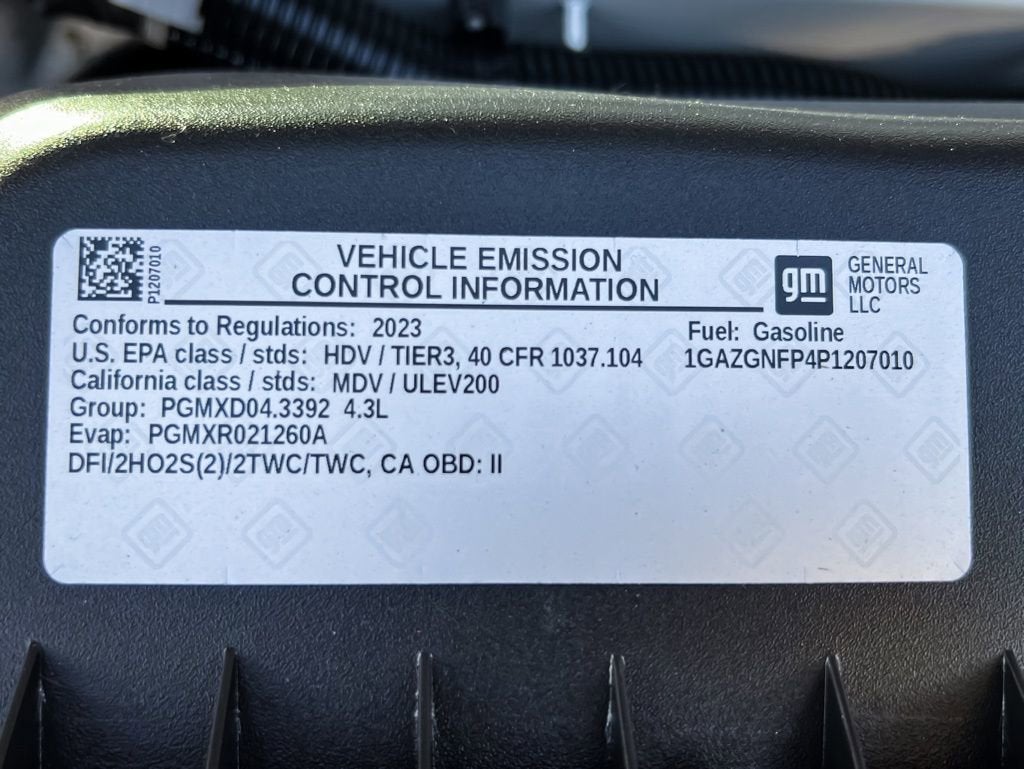 P1207010
VEHICLE EMISSION
CONTROL INFORMATION
gm
GENERAL
MOTORS
LLC
Conforms to Regulations: 2023
Fuel: Gasoline
U.S. EPA class / stds: HDV / TIER3, 40 CFR 1037.104
1GAZGNFP4P1207010
California class / stds: MDV / ULEV200
Group: PGMXD04.3392 4.3L
Evap: PGMXR021260A
DFI/2HO2S(2)/2TWC/TWC, CA OBD: II